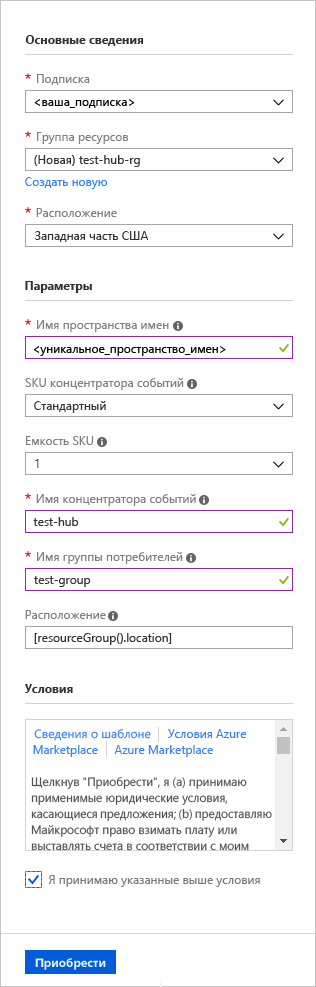 Основные сведения
* Подписка
<ваша_подписка>
* Группа ресурсов
(Новая) test-hub-rg
Создать новую
* Расположение
Западная часть США
Параметры
* Имя пространства имен
<уникальное_пространство_имен>
SKU концентратора событий
Стандартный
Емкость SKU
1
* Имя концентратора событий
test-hub
* Имя группы потребителей
test-group
Расположение
[resourceGroup().location]
Условия
Сведения о шаблоне | Условия Azure
Marketplace | Azure Marketplace
Щелкнув "Приобрести", я (a) принимаю
применимые юридические условия,
касающиеся предложения; (b) предоставляю
Майкрософт право взимать плату или
выставлять счета в соответствии с моим
Я принимаю указанные выше условия
Приобрести